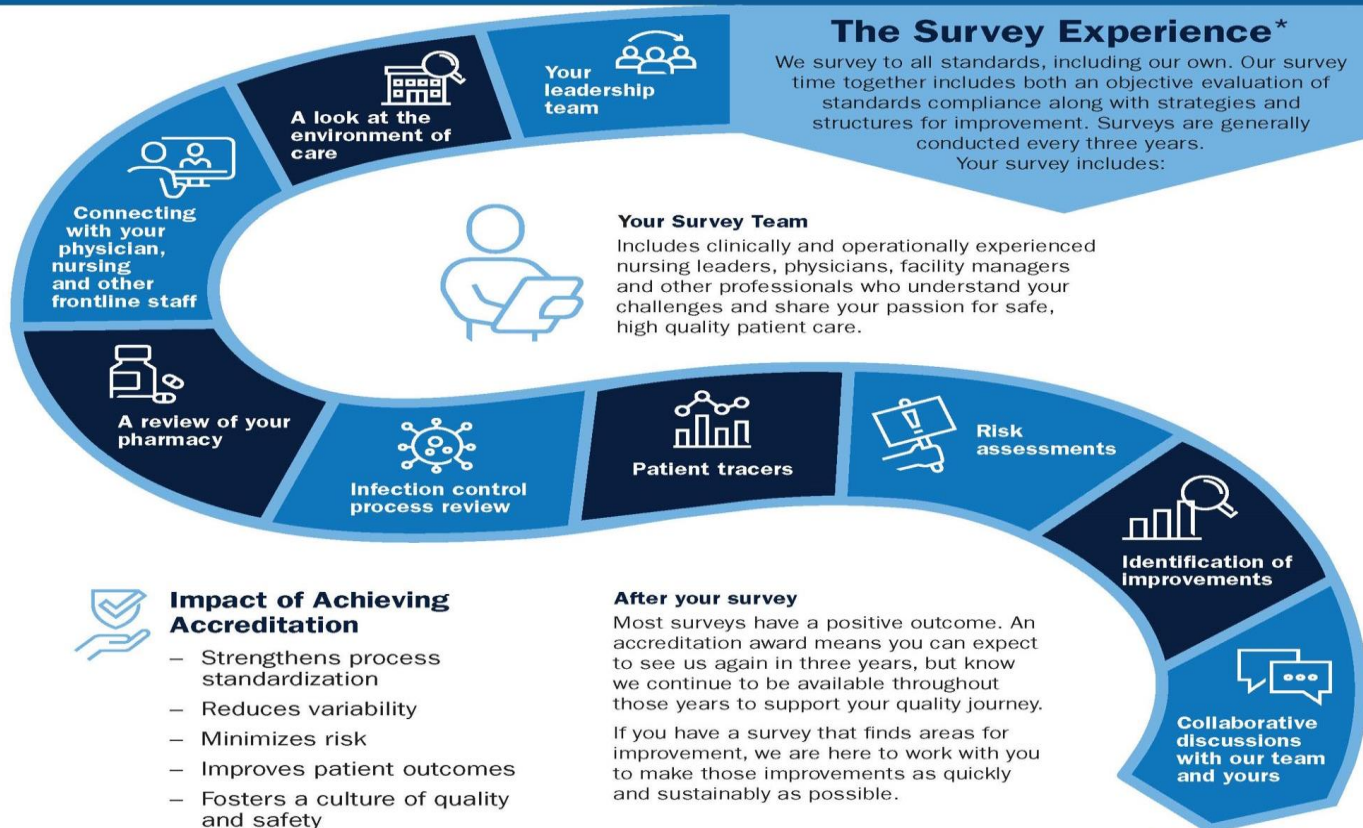 The Survey Experience*
We survey to all standards, including our own. Our survey
time together includes both an objective evaluation of
standards compliance along with strategies and
structures for improvement. Surveys are generally
conducted every three years.
Your survey includes:
Your
leadership
team
A look at the
environment of
care
Connecting
with your
physician,
nursing
and other
frontline staff
A review of your
pharmacy
Infection control
process review
Patient tracers
Risk
assessments
Identification of
improvements
Collaborative
discussions
with our team
and yours
Your Survey Team
Includes clinically and operationally experienced
nursing leaders, physicians, facility managers
and other professionals who understand your
challenges and share your passion for safe,
high quality patient care.
Impact of Achieving
Accreditation
– Strengthens process
standardization
– Reduces variability
– Minimizes risk
– Improves patient outcomes
– Fosters a culture of quality
and safety
After your survey
Most surveys have a positive outcome. An
accreditation award means you can expect
to see us again in three years, but know
we continue to be available throughout
those years to support your quality journey.
If you have a survey that finds areas for
improvement, we are here to work with you
to make those improvements as quickly
and sustainably as possible.